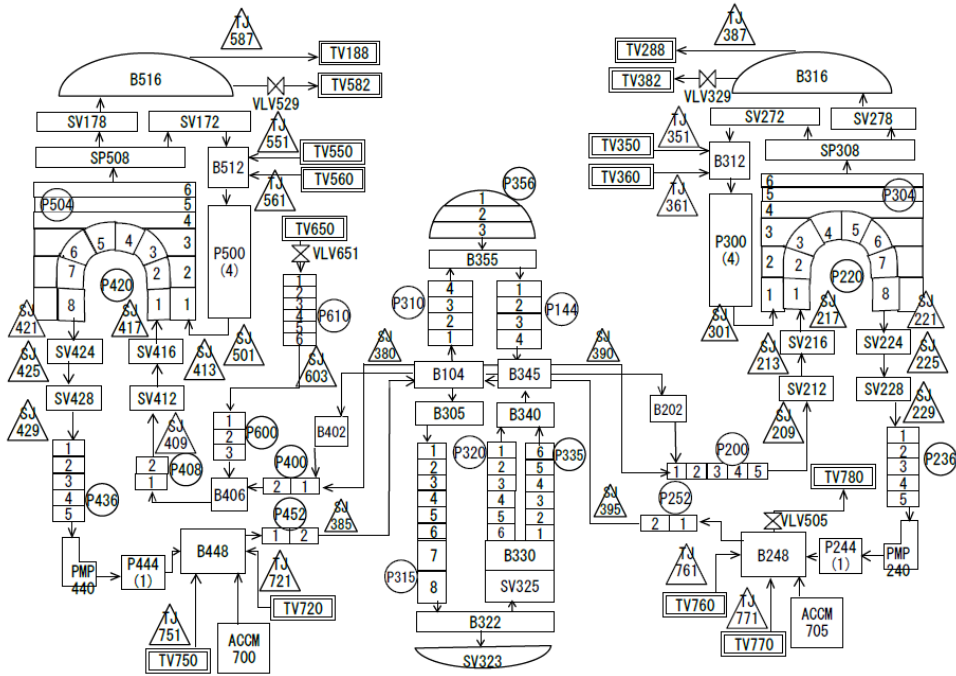 TJ
587
TV188
B516
TV582
VLV529
SV178
SV172
TJ
551
SP508
B512
TV550
TV560
TJ
561
6
5
4
P504
3
2
1
1
2
3
4
5
6
7
8
P420
P500
(4)
SJ
421
SJ
417
SJ
425
SV424
SV416
SJ
413
SJ
501
SV428
SV412
SJ
429
SJ
409
1
2
3
4
5
P436
2
1
P408
PMP
440
P444
(1)
B448
TJ
751
TV750
ACCM
700
TJ
721
TV720
TV650
VLV651
1
2
3
4
5
6
P610
SJ
603
1
2
3
P600
B406
B402
P400
2
1
P452
1
2
SJ
385
SJ
380
P356
1
2
3
B355
P310
4
3
2
1
1
2
3
4
P144
B104
B345
SJ
390
B305
B340
1
2
3
4
5
6
7
8
P315
P320
1
2
3
4
5
6
6
5
4
3
2
1
P335
B330
SV325
B322
SV323
TJ
387
TV288
TV382
VLV329
B316
SV272
SV278
TV350
TJ
351
TV360
TJ
361
B312
SP308
6
5
4
3
2
1
P304
1
2
3
4
5
6
7
8
P220
P300
(4)
SJ
301
SJ
217
SJ
221
SJ
213
SV216
SV224
SJ
225
SV212
SV228
SJ
209
SJ
229
B202
P200
1
2
3
4
5
P252
2
1
SJ
395
TV780
VLV505
B248
P244
(1)
PMP
240
1
2
3
4
5
P236
TJ
761
TV760
TJ
771
TV770
ACCM
705